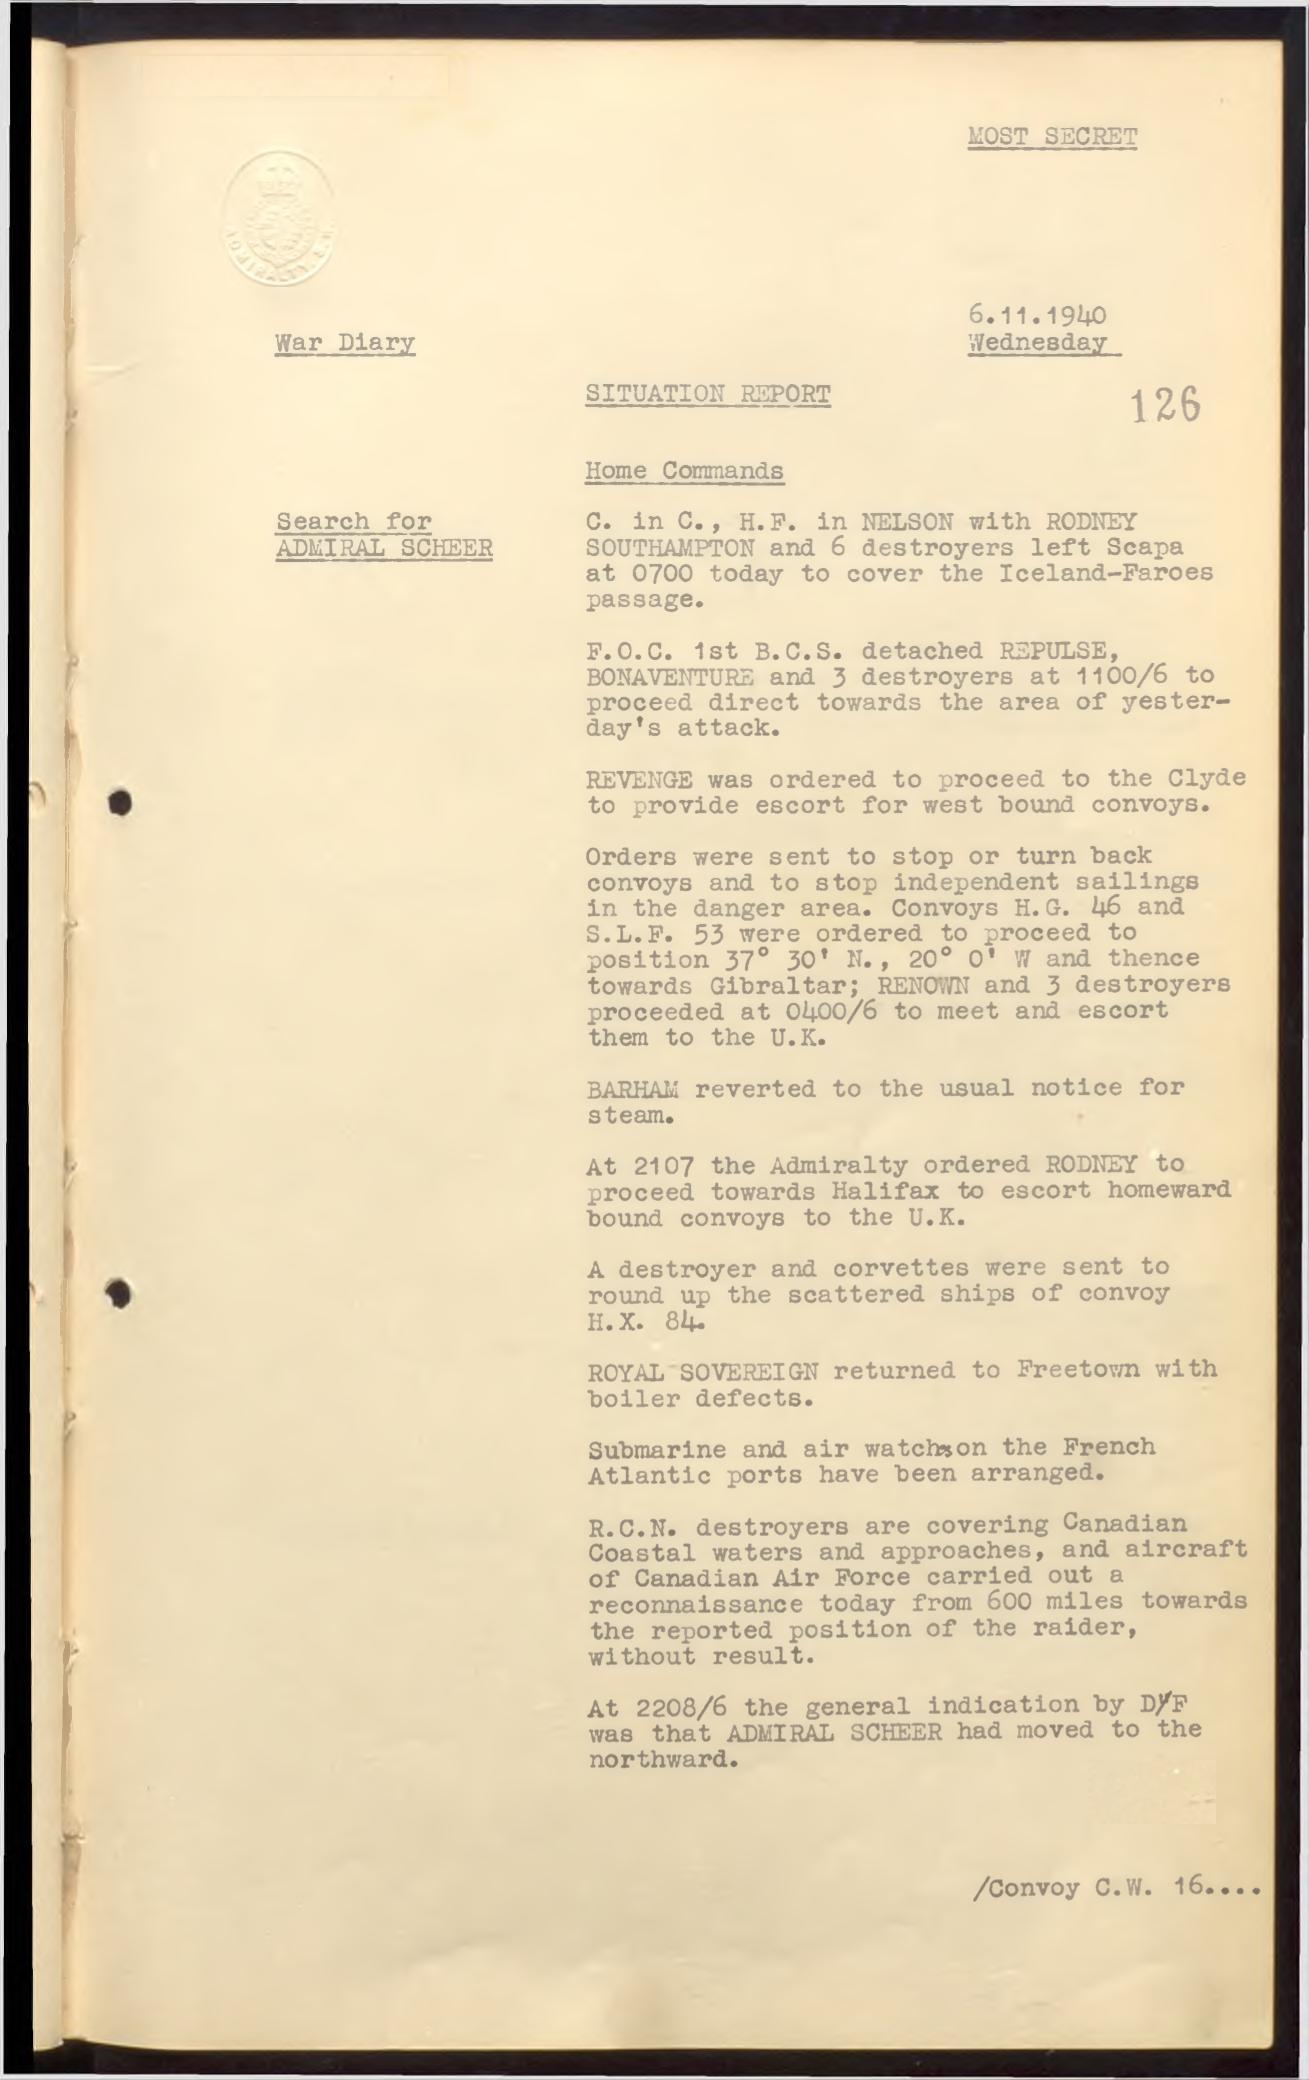 MOST SECRET
ADMIRALTY. S.W.
6.11.1940
War Diary
Wednesday
SITUATION REPORT
126
Home Commands
Search for
ADMIRAL SCHEER
C. in C., H.F. in NELSON with RODNEY
SOUTHAMPTON and 6 destroyers left Scapa
at 0700 today to cover the Iceland-Faroes
passage.
F.O.C. 1st B.C.S. detached REPULSE,
BONAVENTURE and 3 destroyers at 1100/6 to
proceed direct towards the area of yester-
day's attack.
REVENGE was ordered to proceed to the Clyde
to provide escort for west bound convoys.
Orders were sent to stop or turn back
convoys and to stop independent sailings
in the danger area. Convoys H.G. 46 and
S.L.F. 53 were ordered to proceed to
position 37° 30' N., 20° 0' W and thence
towards Gibraltar; RENOWN and 3 destroyers
proceeded at 0400/6 to meet and escort
them to the U.K.
BARHAM reverted to the usual notice for
steam.
At 2107 the Admiralty ordered RODNEY to
proceed towards Halifax to escort homeward
bound convoys to the U.K.
A destroyer and corvettes were sent to
round up the scattered ships of convoy
H.X. 84.
ROYAL SOVEREIGN returned to Freetown with
boiler defects.
Submarine and air watches on the French
Atlantic ports have been arranged.
R.C.N. destroyers are covering Canadian
Coastal waters and approaches, and aircraft
of Canadian Air Force carried out a
reconnaissance today from 600 miles towards
the reported position of the raider,
without result.
At 2208/6 the general indication by D/F
was that ADMIRAL SCHEER had moved to the
northward.
/Convoy C.W. 16....